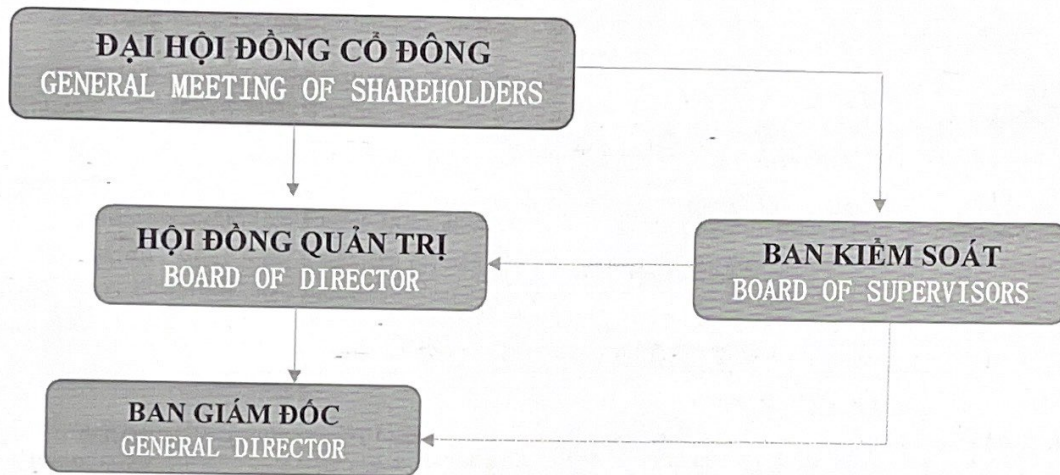 ĐẠI HỘI ĐỒNG CỔ ĐÔNG
GENERAL MEETING OF SHAREHOLDERS
HỘI ĐỒNG QUẢN TRỊ
BOARD OF DIRECTOR
BAN KIỂM SOÁT
BOARD OF SUPERVISORS
BAN GIÁM ĐỐC
GENERAL DIRECTOR